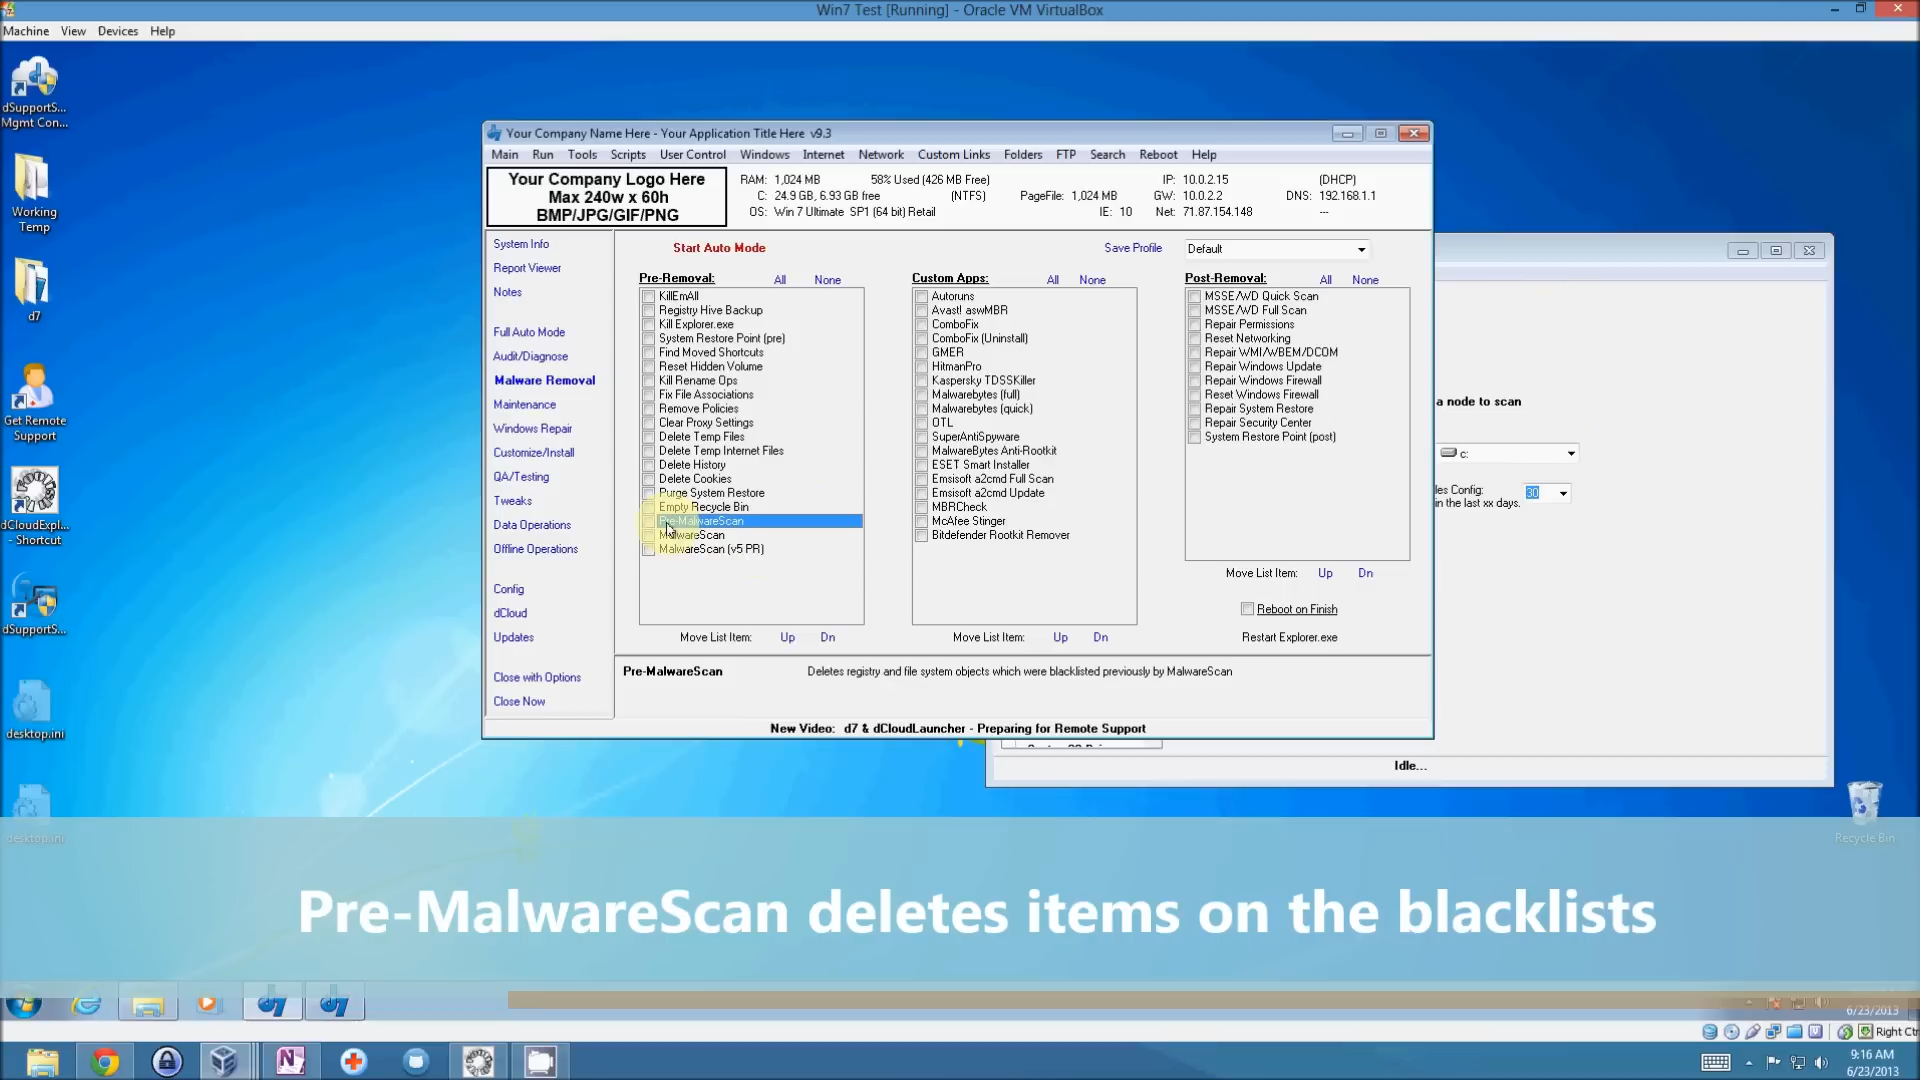 Win7 Test [Running] - Oracle VM VirtualBox
Machine View Devices Help
dSupportS...
Mgmt Con...
Working
Temp
d7
Get Remote
Support
dCloudExpl...
- Shortcut
dSupportS...
desktop.ini
desktop.ini
Your Company Name Here - Your Application Title Here v9.3
Main Run Tools Scripts User Control Windows Internet Network Custom Links Folders FTP Search Reboot Help
Your Company Logo Here
Max 240w x 60h
BMP/JPG/GIF/PNG
RAM: 1,024 MB 58% Used (426 MB Free) IP: 10.0.2.15 (DHCP)
C: 24.9 GB, 6.93 GB free (NTFS) PageFile: 1,024 MB GW: 10.0.2.2 DNS: 192.168.1.1
OS: Win 7 Ultimate SP1 (64 bit) Retail IE: 10 Net: 71.87.154.148 ---
System Info
Report Viewer
Notes
Full Auto Mode
Audit/Diagnose
Malware Removal
Maintenance
Windows Repair
Customize/Install
QA/Testing
Tweaks
Data Operations
Offline Operations
Config
dCloud
Updates
Close with Options
Close Now
Start Auto Mode
Save Profile Default
Pre-Removal: All None
KillEmAll
Registry Hive Backup
Kill Explorer.exe
System Restore Point (pre)
Find Moved Shortcuts
Reset Hidden Volume
Kill Rename Ops
Fix File Associations
Remove Policies
Clear Proxy Settings
Delete Temp Files
Delete Temp Internet Files
Delete History
Delete Cookies
Purge System Restore
Empty Recycle Bin
Pre-MalwareScan
MalwareScan
MalwareScan (v5 PR)
Move List Item: Up Dn
Custom Apps: All None
Autoruns
Avast! aswMBR
ComboFix
ComboFix (Uninstall)
GMER
HitmanPro
Kaspersky TDSSKiller
Malwarebytes (full)
Malwarebytes (quick)
OTL
SuperAntiSpyware
MalwareBytes Anti-Rootkit
ESET Smart Installer
Emsisoft a2cmd Full Scan
Emsisoft a2cmd Update
MBRCheck
McAfee Stinger
Bitdefender Rootkit Remover
Move List Item: Up Dn
Post-Removal: All None
MSSE/WD Quick Scan
MSSE/WD Full Scan
Repair Permissions
Reset Networking
Repair WMI/WBEM/DCOM
Repair Windows Update
Repair Windows Firewall
Reset Windows Firewall
Repair System Restore
Repair Security Center
System Restore Point (post)
Move List Item: Up Dn
Reboot on Finish
Restart Explorer.exe
Pre-MalwareScan Deletes registry and file system objects which were blacklisted previously by MalwareScan
New Video: d7 & dCloudLauncher - Preparing for Remote Support
a node to scan
c:
les Config:
in the last xx days.
30
Idle...
Recycle Bin
Pre-MalwareScan deletes items on the blacklists
6/23/2013
Right Ctr
9:16 AM
6/23/2013